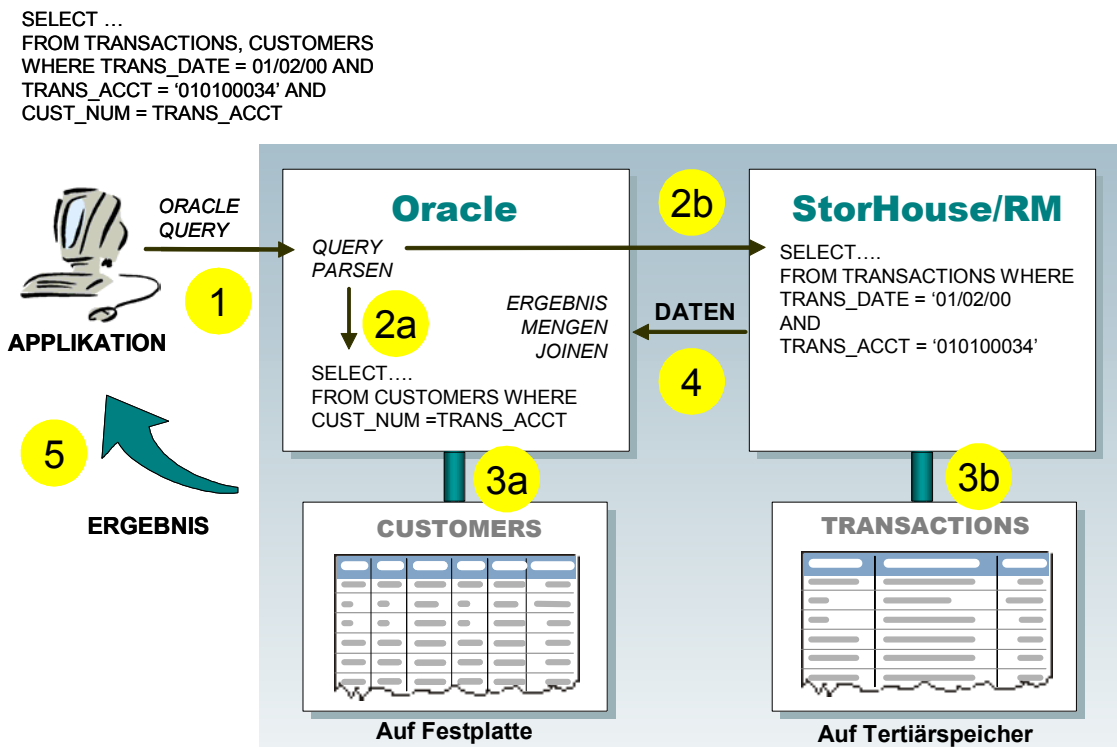 SELECT …
FROM TRANSACTIONS, CUSTOMERS
WHERE TRANS_DATE = 01/02/00 AND
TRANS_ACCT = ‘010100034’ AND
CUST_NUM = TRANS_ACCT
ORACLE
QUERY
1
APPLIKATION
5
ERGEBNIS
Oracle
QUERY
PARSEN
2a
SELECT….
FROM CUSTOMERS WHERE
CUST_NUM =TRANS_ACCT
ERGEBNIS
MENGEN
JOINEN
2b
DATEN
4
StorHouse/RM
SELECT….
FROM TRANSACTIONS WHERE
TRANS_DATE = ‘01/02/00
AND
TRANS_ACCT = ‘010100034’
3a
CUSTOMERS
Auf Festplatte
3b
TRANSACTIONS
Auf Tertiärspeicher